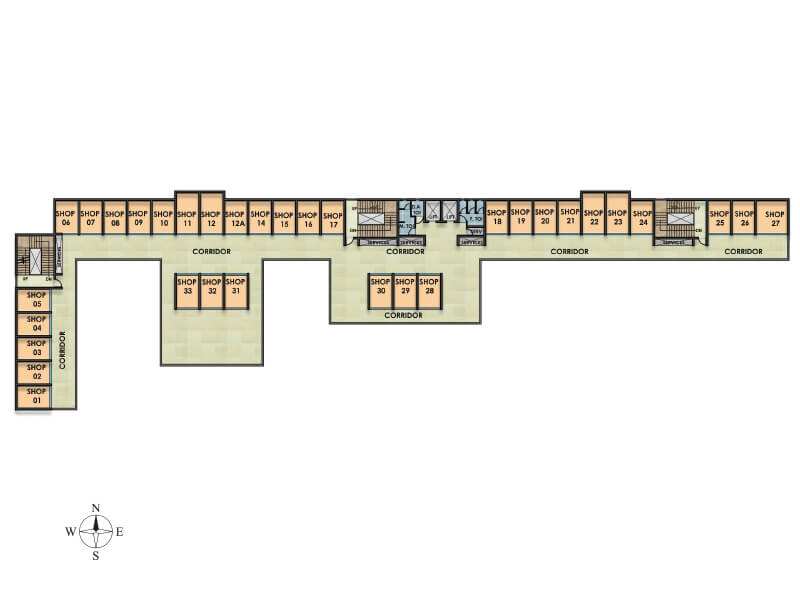 SHOP 06
SHOP 07
SHOP 08
SHOP 09
SHOP 10
SHOP 11
SHOP 12
SHOP 12A
SHOP 14
SHOP 15
SHOP 16
SHOP 17
UP
DN
SERVICES
SERVICES
M. TOI
LIFT
LIFT
F. TOI
SERVICES
SHOP 18
SHOP 19
SHOP 20
SHOP 21
SHOP 22
SHOP 23
SHOP 24
SERVICES
DN
SHOP 25
SHOP 26
SHOP 27
CORRIDOR
CORRIDOR
CORRIDOR
CORRIDOR
SERVICES
UP
DN
SHOP 33
SHOP 32
SHOP 31
SHOP 30
SHOP 29
SHOP 28
CORRIDOR
SHOP 05
SHOP 04
SHOP 03
SHOP 02
SHOP 01
CORRIDOR
N
W
E
S